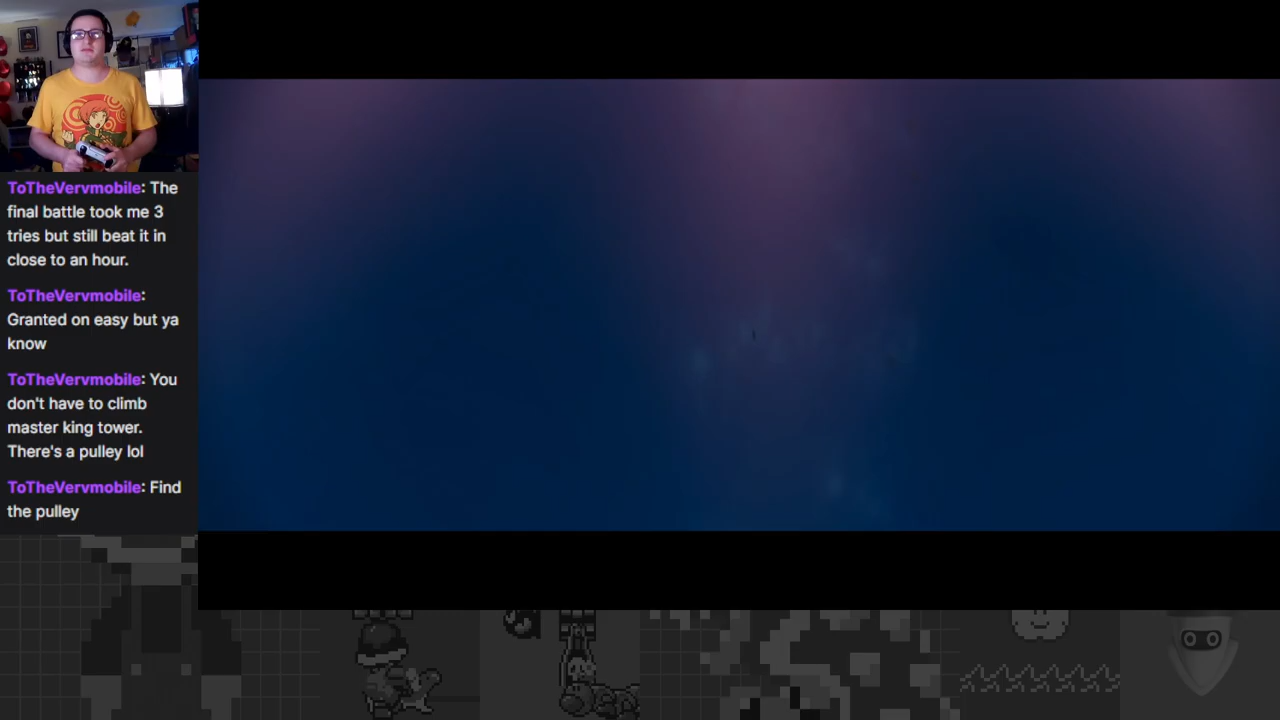 ToTheVervmobile: The
final battle took me 3
tries but still beat it in
close to an hour.
ToTheVervmobile:
Granted on easy but ya
know
ToTheVervmobile: You
don't have to climb
master king tower.
There's a pulley lol
ToTheVervmobile: Find
the pulley